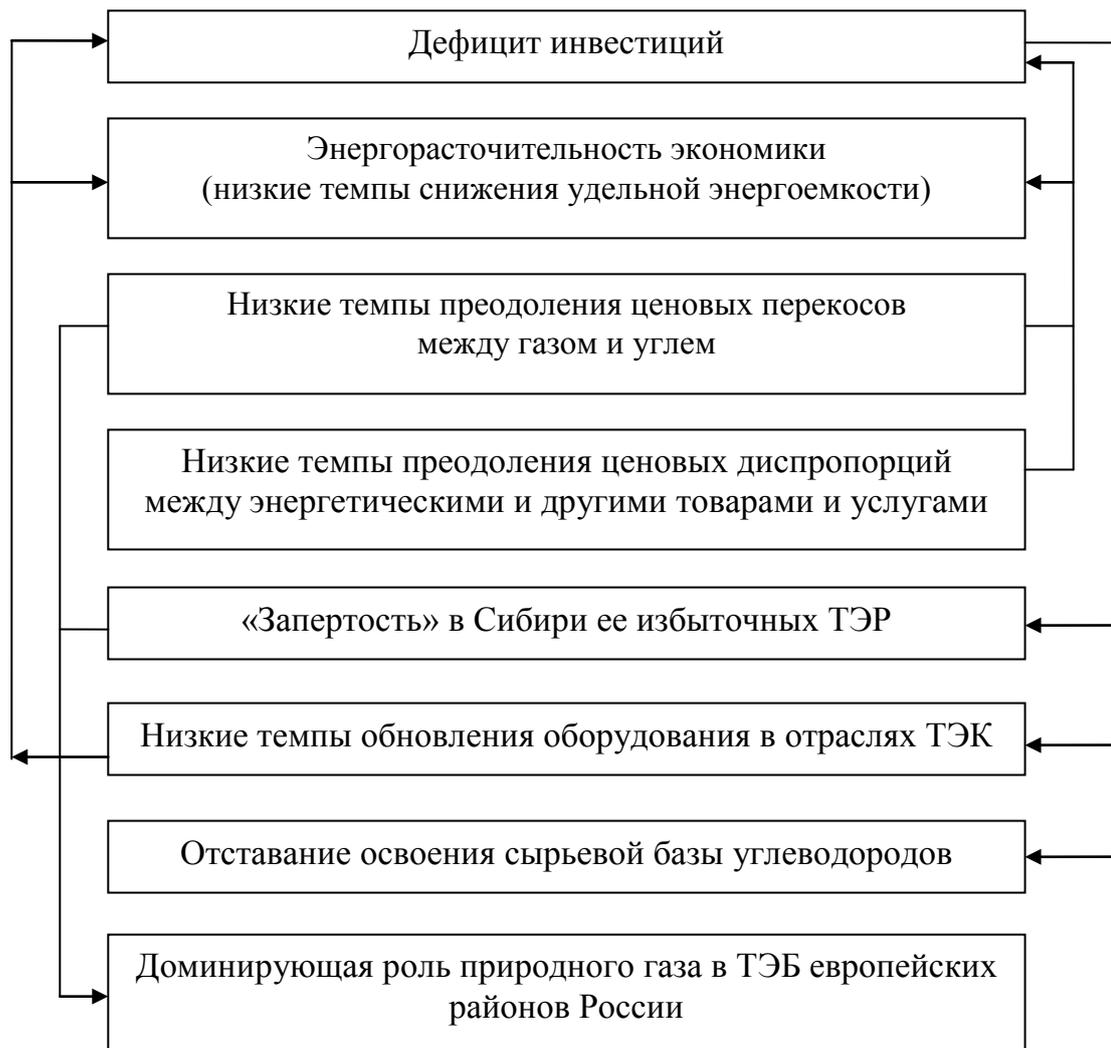 Дефицит инвестиций
Энергорасточительность экономики
(низкие темпы снижения удельной энергоемкости)
Низкие темпы преодоления ценовых перекосов
между газом и углем
Низкие темпы преодоления ценовых диспропорций
между энергетическими и другими товарами и услугами
«Запертость» в Сибири ее избыточных ТЭР
Низкие темпы обновления оборудования в отраслях ТЭК
Отставание освоения сырьевой базы углеводородов
Доминирующая роль природного газа в ТЭБ европейских
районов России